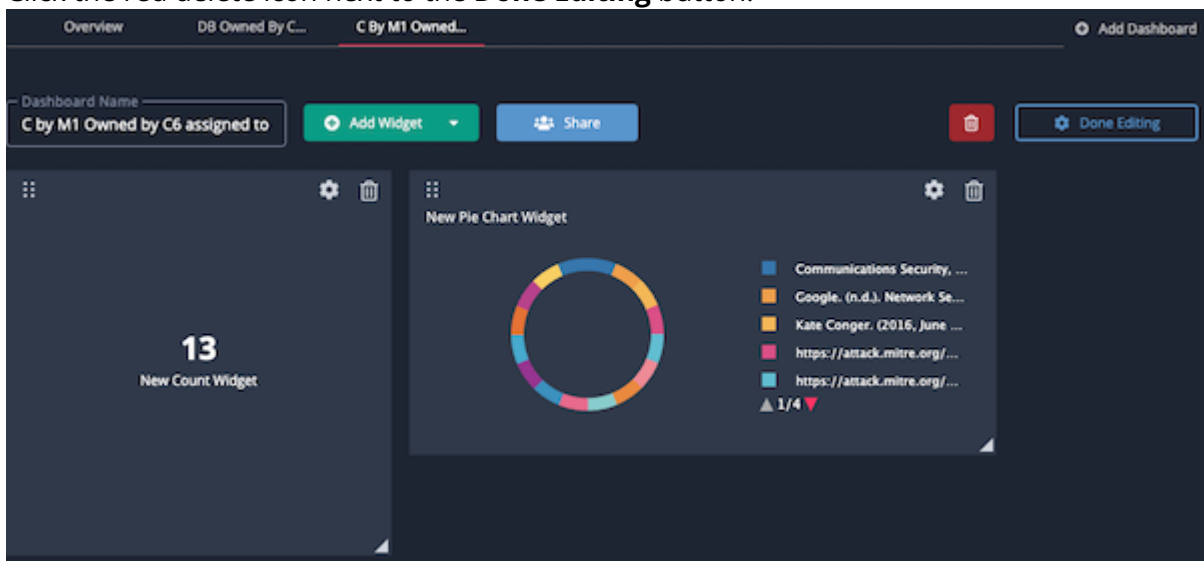 Click the red delete icon next to the Done Editing button.
Overview DB Owned By C... C By M1 Owned... Add Dashboard
Dashboard Name
C by M1 Owned by C6 assigned to Add Widget Share Done Editing
New Pie Chart Widget
Communications Security, ...
Google. (n.d.). Network Se...
Kate Conger. (2016, June ...
https://attack.mitre.org/...
https://attack.mitre.org/...
1/4
13
New Count Widget